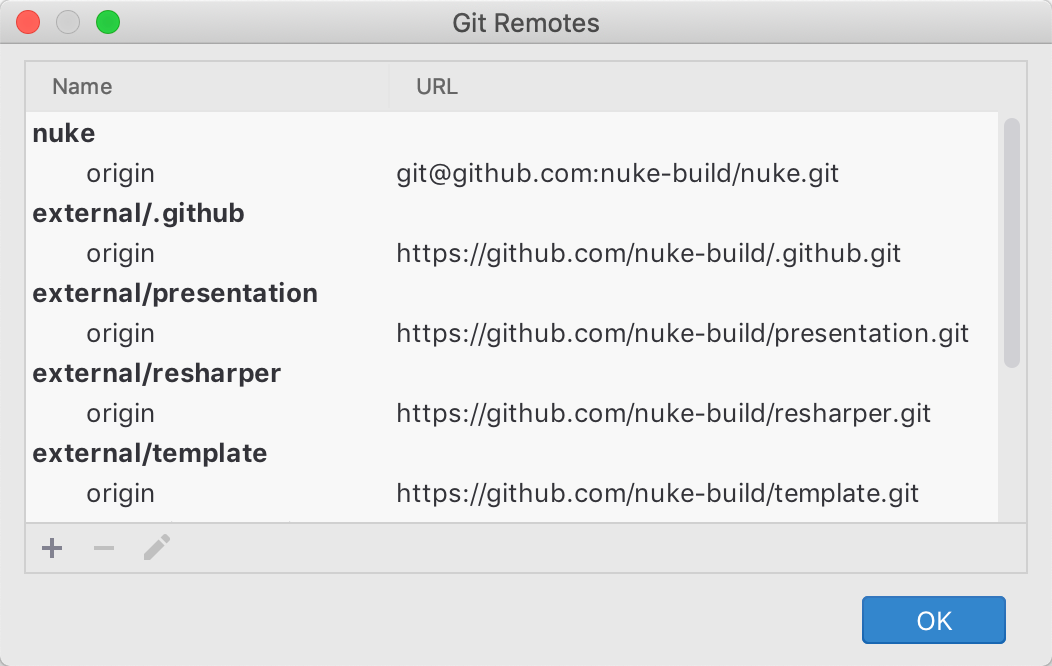 Git Remotes
Name URL
nuke
origin git@github.com:nuke-build/nuke.git
external/.github
origin https://github.com/nuke-build/.github.git
external/presentation
origin https://github.com/nuke-build/presentation.git
external/resharper
origin https://github.com/nuke-build/resharper.git
external/template
origin https://github.com/nuke-build/template.git
OK